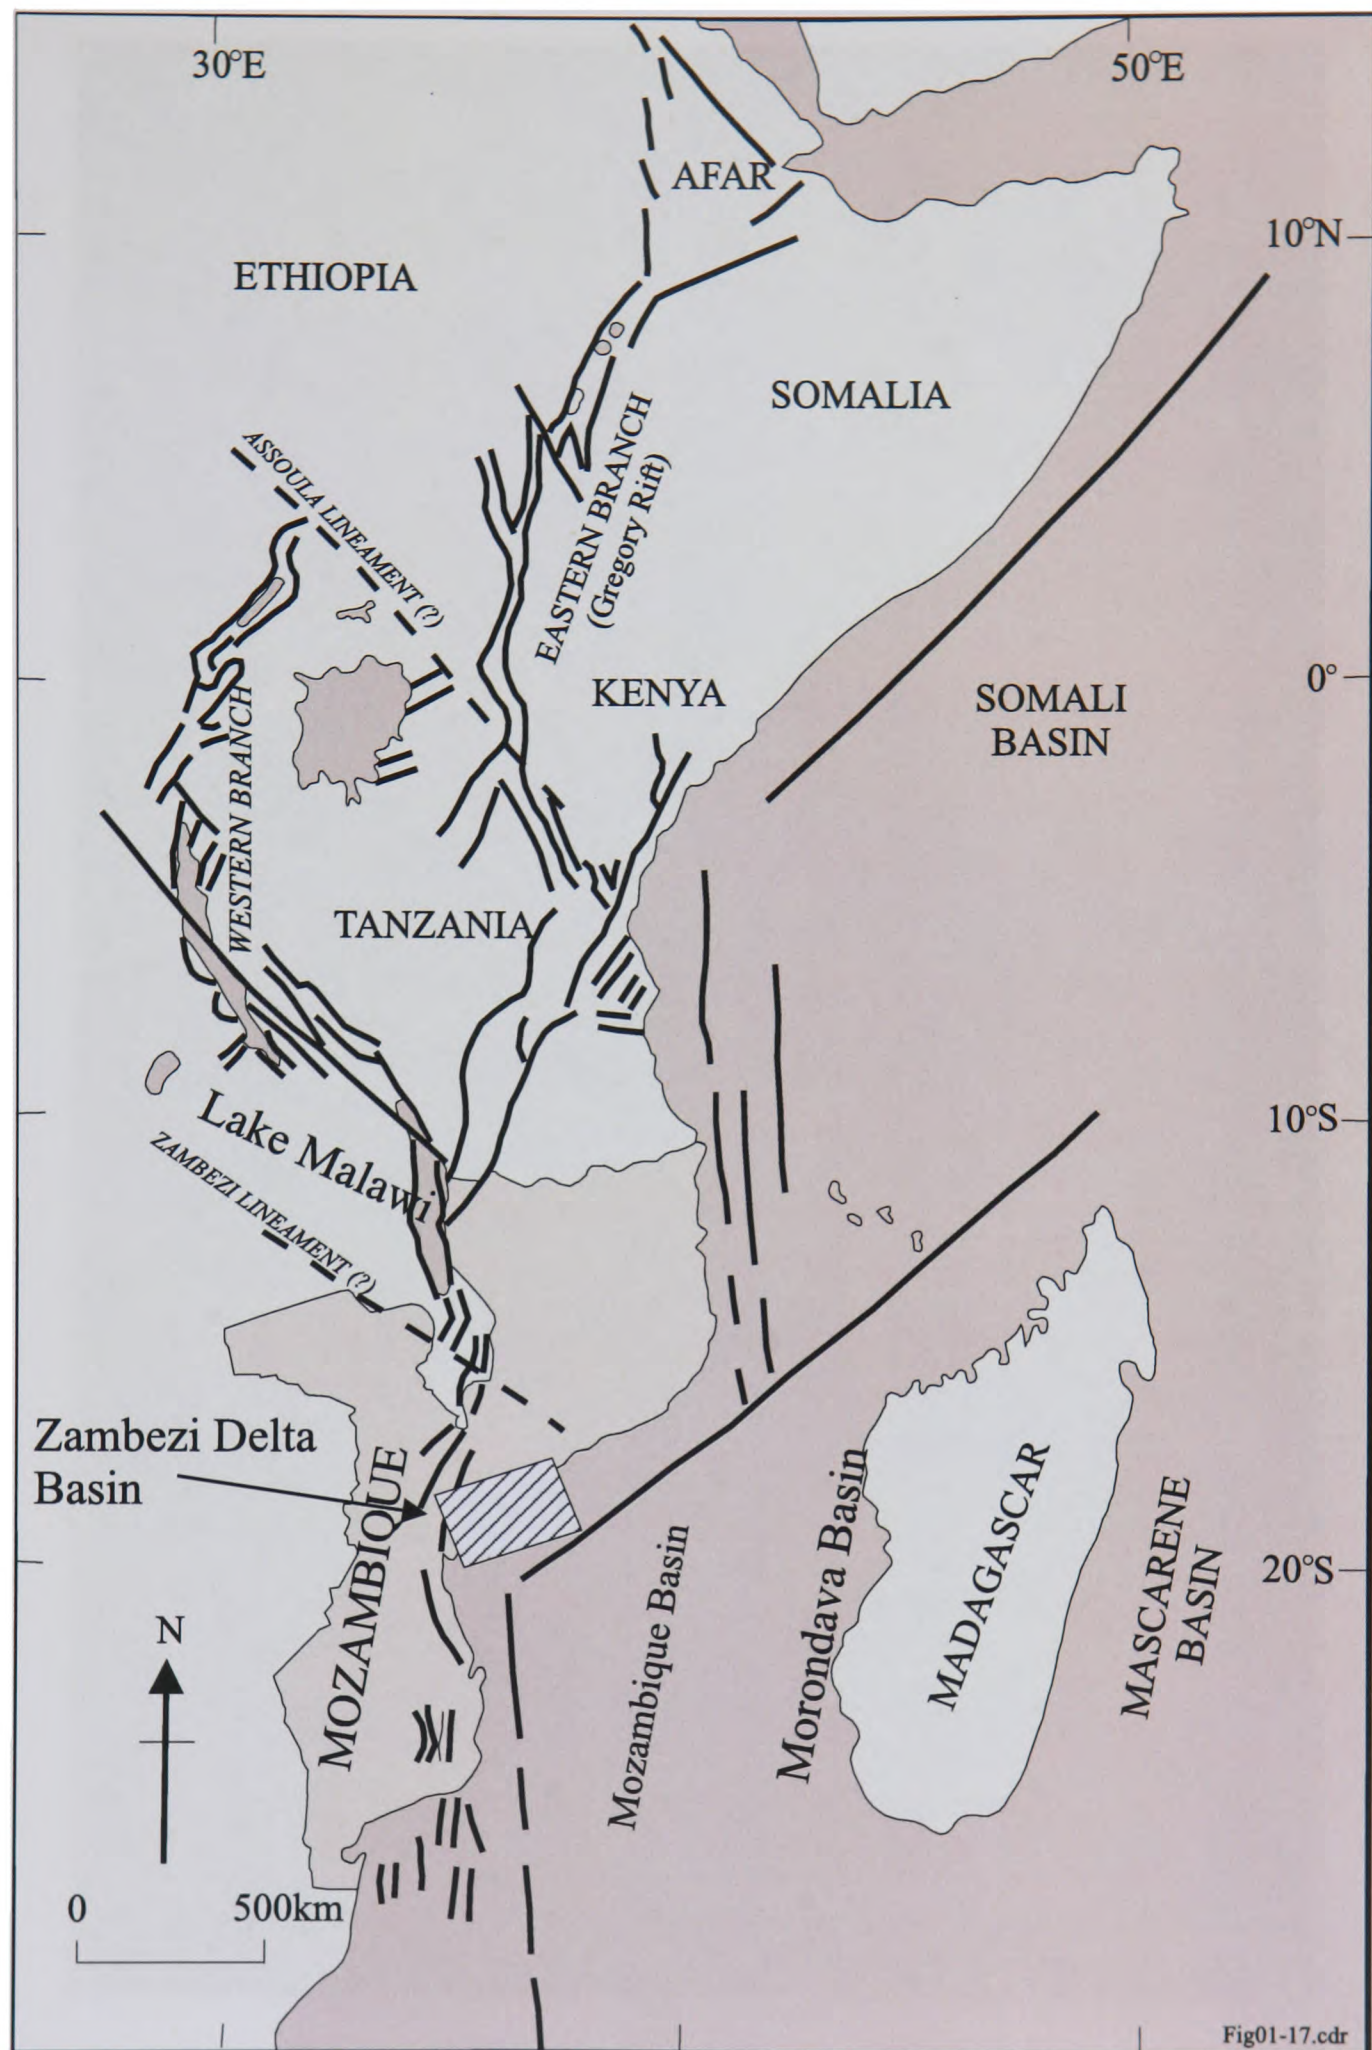 30°E
50°E
AFAR
10°N
ETHIOPIA
SOMALIA
ASSOULA LINEAMENT (?)
EASTERN BRANCH
(Gregory Rift)
KENYA
0°
SOMALI
BASIN
WESTERN BRANCH
TANZANIA
Lake Malawi
10°S
ZAMBEZI LINEAMENT (?)
Zambezi Delta
Basin
MOZAMBIQUE
Mozambique Basin
Morondava Basin
MADAGASCAR
MASCARENE
BASIN
20°S
N
0
500km
Fig01-17.cdr